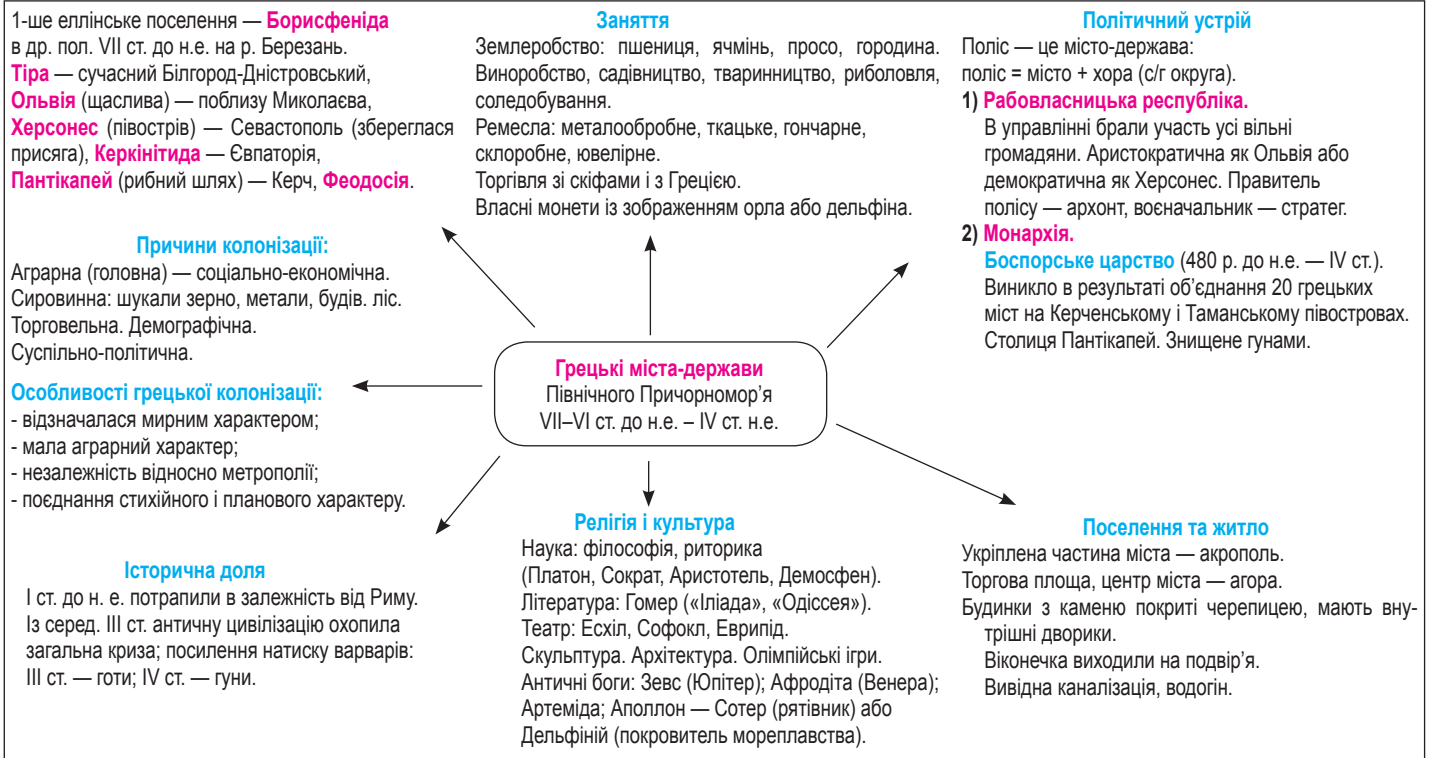 1-ше еллінське поселення — Борисфеніда
в др. пол. VII ст. до н.е. на р. Березань.
Тіра — сучасний Білгород-Дністровський,
Ольвія (щаслива) — поблизу Миколаєва,
Херсонес (півострів) — Севастополь (збереглася
присяга), Керкінітида — Євпаторія,
Пантікапей (рибний шлях) — Керч, Феодосія.
Причини колонізації:
Аграрна (головна) — соціально-економічна.
Сировинна: шукали зерно, метали, будів. ліс.
Торговельна. Демографічна.
Суспільно-політична.
Особливості грецької колонізації:
- відзначалася мирним характером;
- мала аграрний характер;
- незалежність відносно метрополії;
- поєднання стихійного і планового характеру.
Історична доля
I ст. до н. е. потрапили в залежність від Риму.
Із серед. III ст. античну цивілізацію охопила
загальна криза; посилення натиску варварів:
III ст. — готи; IV ст. — гуни.
Заняття
Землеробство: пшениця, ячмінь, просо, городина.
Виноробство, садівництво, тваринництво, риболовля,
соледобування.
Ремесла: металообробне, ткацьке, гончарне,
склоробне, ювелірне.
Торгівля зі скіфами і з Грецією.
Власні монети із зображенням орла або дельфіна.
Грецькі міста-держави
Північного Причорномор’я
VII–VI ст. до н.е. – IV ст. н.е.
Релігія і культура
Наука: філософія, риторика
(Платон, Сократ, Аристотель, Демосфен).
Література: Гомер («Іліада», «Одіссея»).
Театр: Есхіл, Софокл, Еврипід.
Скульптура. Архітектура. Олімпійські ігри.
Античні боги: Зевс (Юпітер); Афродіта (Венера);
Артеміда; Аполлон — Сотер (рятівник) або
Дельфіній (покровитель мореплавства).
Політичний устрій
Поліс — це місто-держава:
поліс = місто + хора (с/г округа).
1) Рабовласницька республіка.
В управлінні брали участь усі вільні
громадяни. Аристократична як Ольвія або
демократична як Херсонес. Правитель
полісу — архонт, воєначальник — стратег.
2) Монархія.
Боспорське царство (480 р. до н.е. — IV ст.).
Виникло в результаті об’єднання 20 грецьких
міст на Керченському і Таманському півостровах.
Столиця Пантікапей. Знищене гунами.
Поселення та житло
Укріплена частина міста — акрополь.
Торгова площа, центр міста — агора.
Будинки з каменю покриті черепицею, мають вну-
трішні дворики.
Віконечка виходили на подвір’я.
Вивідна каналізація, водогін.